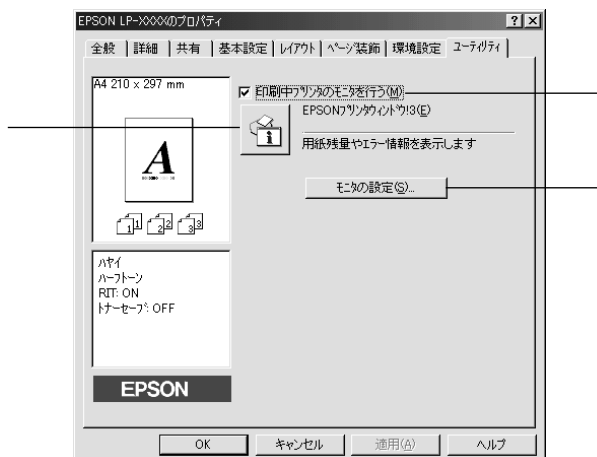 EPSON LP-XXXXのプロパティ
全般 詳細 共有 基本設定 レイアウト ページ装飾 環境設定 ユーティリティ
A4 210 x 297 mm
A
1 1 2 2 3 3
ハヤイ
ハーフトーン
RIT: ON
トナーセーブ: OFF
EPSON
印刷中プリンタのモニタを行う(M)
EPSONプリンタウィンドウ!3(E)
用紙残量やエラー情報を表示します
モニタの設定(S)...
OK キャンセル 適用(A) ヘルプ